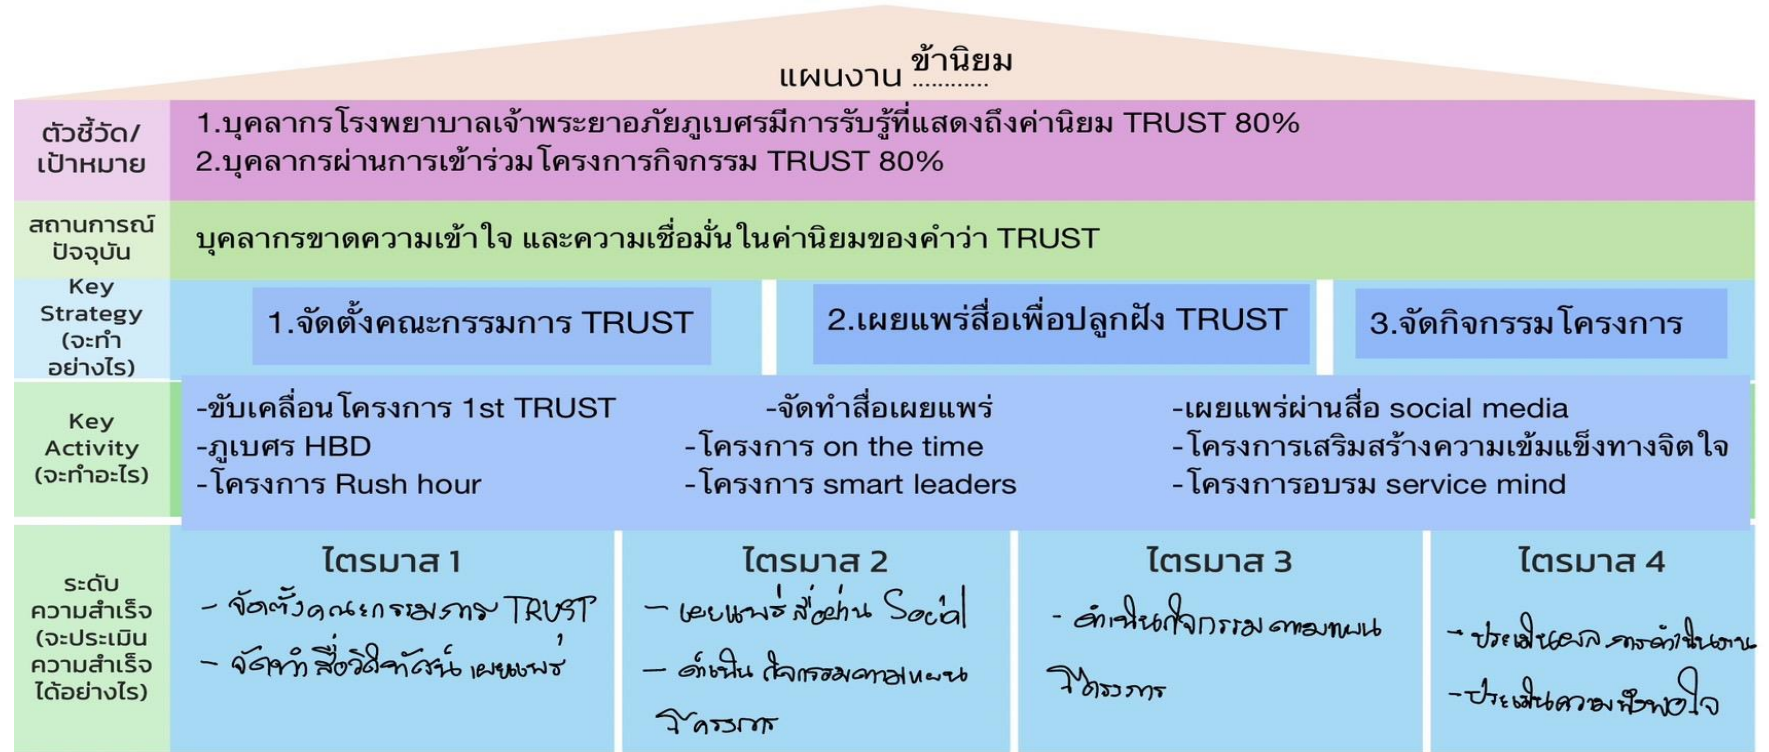 แผนงาน ข้านิยม
............
ตัวชี้วัด/
เป้าหมาย
1.บุคลากรโรงพยาบาลเจ้าพระยาอภัยภูเบศรมีการรับรู้ที่แสดงถึงค่านิยม TRUST 80%
2.บุคลากรผ่านการเข้าร่วมโครงการกิจกรรม TRUST 80%
สถานการณ์
ปัจจุบัน
บุคลากรขาดความเข้าใจ และความเชื่อมั่นในค่านิยมของคำว่า TRUST
Key
Strategy
(จะทำ
อย่างไร)
1.จัดตั้งคณะกรรมการ TRUST
2.เผยแพร่สื่อเพื่อปลูกฝัง TRUST
3.จัดกิจกรรมโครงการ
Key
Activity
(จะทำอะไร)
-ขับเคลื่อนโครงการ 1st TRUST -จัดทำสื่อเผยแพร่ -เผยแพร่ผ่านสื่อ social media
-ภูเบศร HBD -โครงการ on the time -โครงการเสริมสร้างความเข้มแข็งทางจิตใจ
-โครงการ Rush hour -โครงการ smart leaders -โครงการอบรม service mind
ระดับ
ความสำเร็จ
(จะประเมิน
ความสำเร็จ
ได้อย่างไร)
ไตรมาส 1
- จัดตั้งคณะกรรมการ TRUST
- จัดทำสื่อวิดีทัศน์ เผยแพร่
ไตรมาส 2
- เผยแพร่สื่อผ่าน Social
- ดำเนินกิจกรรมตามแผน
โครงการ
ไตรมาส 3
- ดำเนินกิจกรรมตามแผน
โครงการ
ไตรมาส 4
- ประเมินผลการดำเนินงาน
- ประเมินความพึงพอใจ